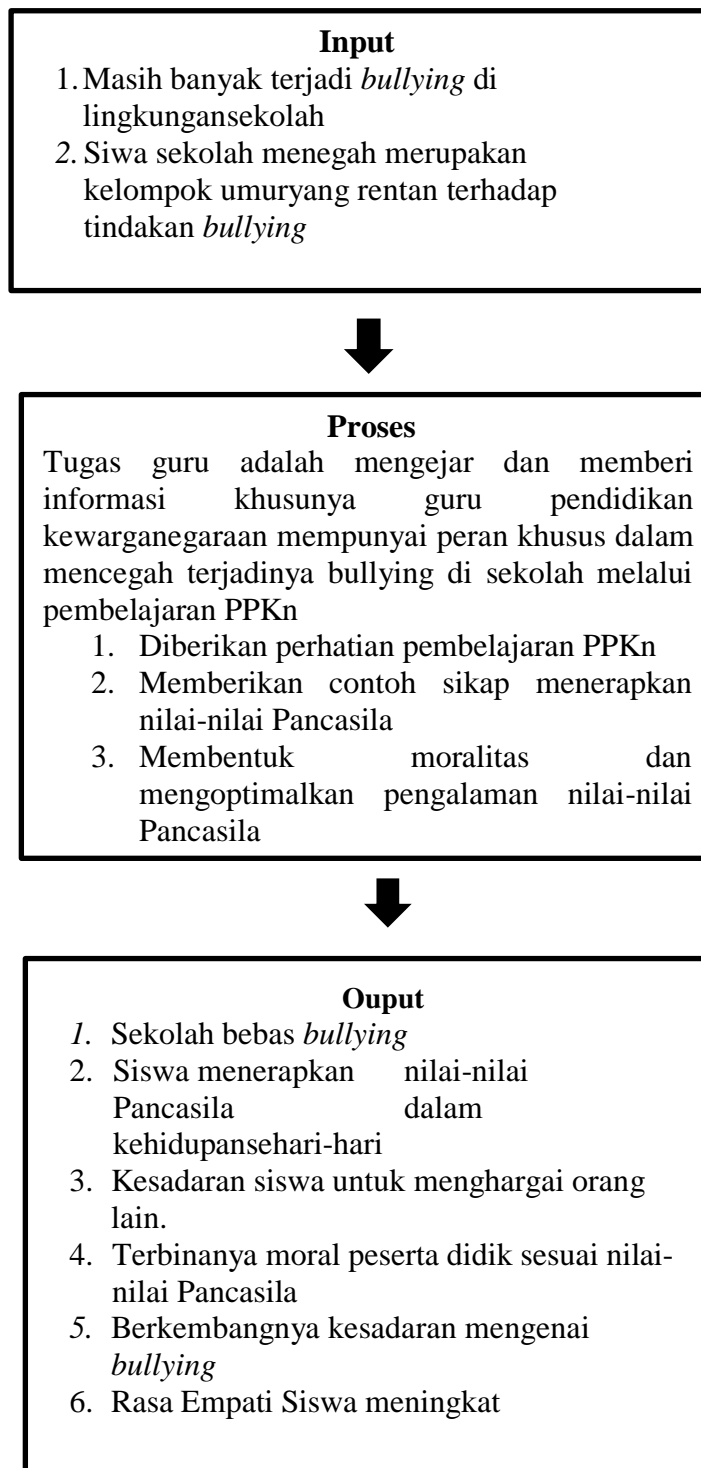 Input
1. Masih banyak terjadi bullying di
lingkungansekolah
2. Siwa sekolah menegah merupakan
kelompok umuryang rentan terhadap
tindakan bullying
Proses
Tugas guru adalah mengejar dan memberi
informasi khusunya guru pendidikan
kewarganegaraan mempunyai peran khusus dalam
mencegah terjadinya bullying di sekolah melalui
pembelajaran PPKn
1. Diberikan perhatian pembelajaran PPKn
2. Memberikan contoh sikap menerapkan
nilai-nilai Pancasila
3. Membentuk moralitas dan
mengoptimalkan pengalaman nilai-nilai
Pancasila
Ouput
1. Sekolah bebas bullying
2. Siswa menerapkan nilai-nilai
Pancasila dalam
kehidupansehari-hari
3. Kesadaran siswa untuk menghargai orang
lain.
4. Terbinanya moral peserta didik sesuai nilai-
nilai Pancasila
5. Berkembangnya kesadaran mengenai
bullying
6. Rasa Empati Siswa meningkat